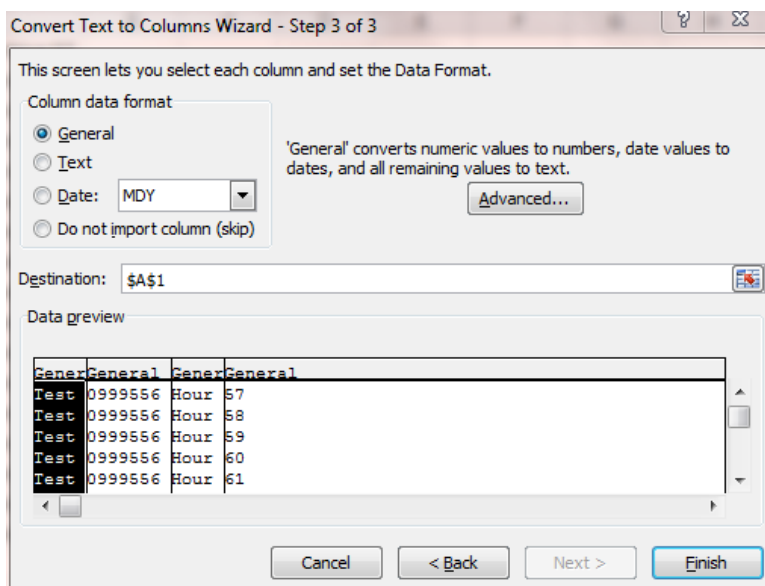 Convert Text to Columns Wizard - Step 3 of 3
This screen lets you select each column and set the Data Format.
Column data format
General
Text
Date: MDY
Do not import column (skip)
'General' converts numeric values to numbers, date values to
dates, and all remaining values to text.
Advanced...
Destination: $A$1
Data preview
GenerGeneral GenerGeneral
Test 0999556 Hour 57
Test 0999556 Hour 58
Test 0999556 Hour 59
Test 0999556 Hour 60
Test 0999556 Hour 61
Cancel < Back Next > Finish